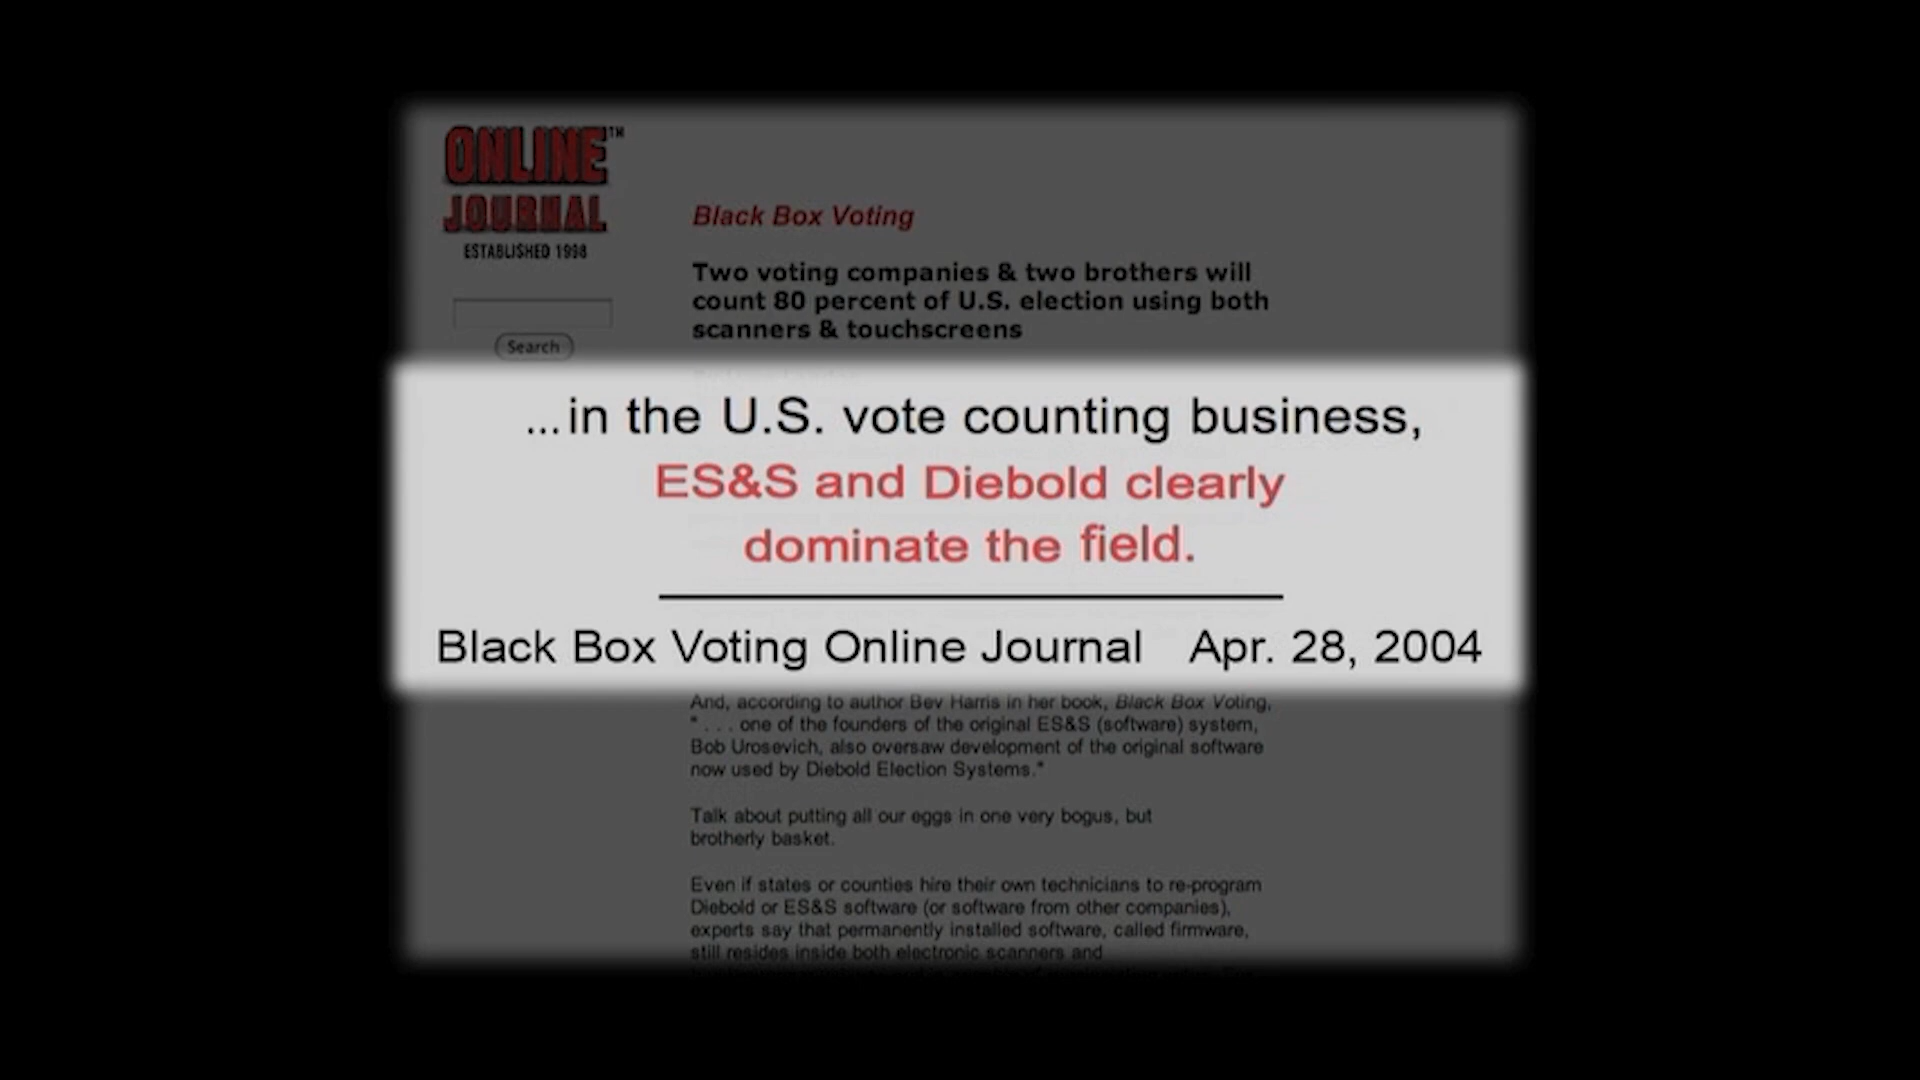 ONLINE™
JOURNAL
ESTABLISHED 1998
Search
Black Box Voting
Two voting companies & two brothers will
count 80 percent of U.S. election using both
scanners & touchscreens
...in the U.S. vote counting business,
ES&S and Diebold clearly
dominate the field.
Black Box Voting Online Journal Apr. 28, 2004
And, according to author Bev Harris in her book, Black Box Voting,
" . . . one of the founders of the original ES&S (software) system,
Bob Urosevich, also oversaw development of the original software
now used by Diebold Election Systems."
Talk about putting all our eggs in one very bogus, but
brotherly basket.
Even if states or counties hire their own technicians to re-program
Diebold or ES&S software (or software from other companies),
experts say that permanently installed software, called firmware,
still resides inside both electronic scanners and